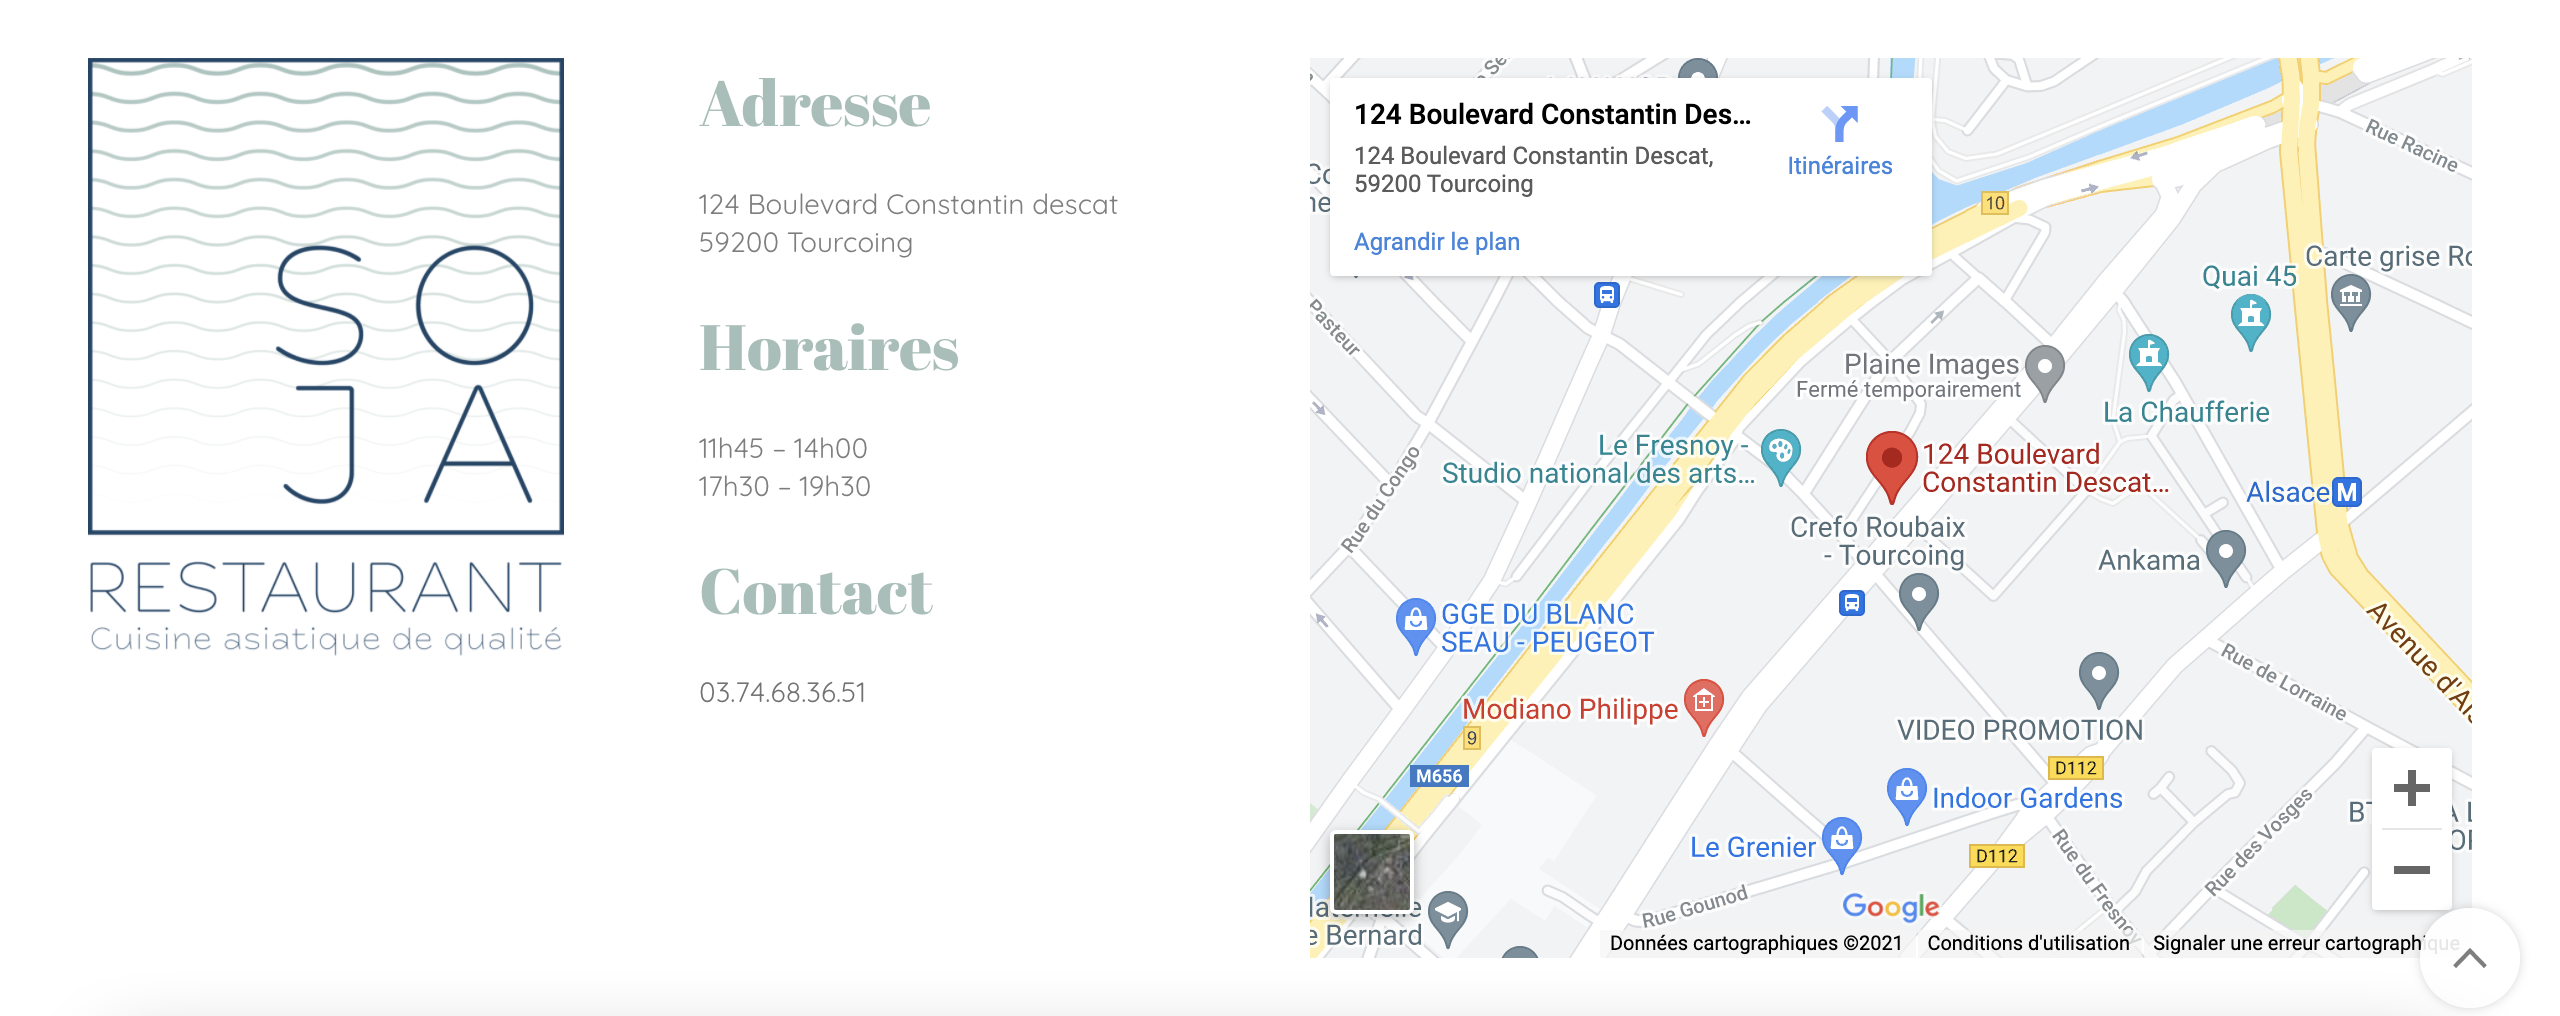 SO
JA
RESTAURANT
Cuisine asiatique de qualité
Adresse
124 Boulevard Constantin descat
59200 Tourcoing
Horaires
11h45 – 14h00
17h30 – 19h30
Contact
03.74.68.36.51
124 Boulevard Constantin Des...
124 Boulevard Constantin Descat,
59200 Tourcoing
Itinéraires
Agrandir le plan
Rue Racine
10
Carte grise
Quai 45
Pasteur
Plaine Images
Fermé temporairement
La Chaufferie
Le Fresnoy -
Studio national des arts...
124 Boulevard
Constantin Descat...
Alsace M
Rue du Congo
Crefo Roubaix
- Tourcoing
Ankama
GGE DU BLANC
SEAU - PEUGEOT
Avenue d'Al
Rue de Lorraine
Modiano Philippe
9
VIDEO PROMOTION
M656
D112
Indoor Gardens
Le Grenier
D112
Rue des Vosges
Rue du Fresnoy
Rue Gounod
Google
Bernard
Données cartographiques ©2021
Conditions d'utilisation
Signaler une erreur cartographique